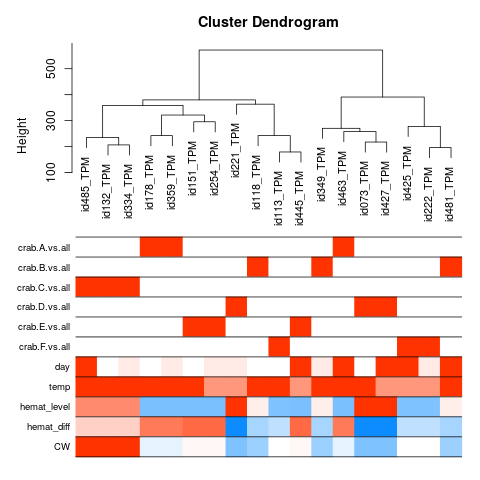 Cluster Dendrogram
Height
500
300
100
id485_TPM
id132_TPM
id334_TPM
id178_TPM
id359_TPM
id151_TPM
id254_TPM
id221_TPM
id118_TPM
id113_TPM
id445_TPM
id349_TPM
id463_TPM
id073_TPM
id427_TPM
id425_TPM
id222_TPM
id481_TPM
crab.A.vs.all
crab.B.vs.all
crab.C.vs.all
crab.D.vs.all
crab.E.vs.all
crab.F.vs.all
day
temp
hemat_level
hemat_diff
CW